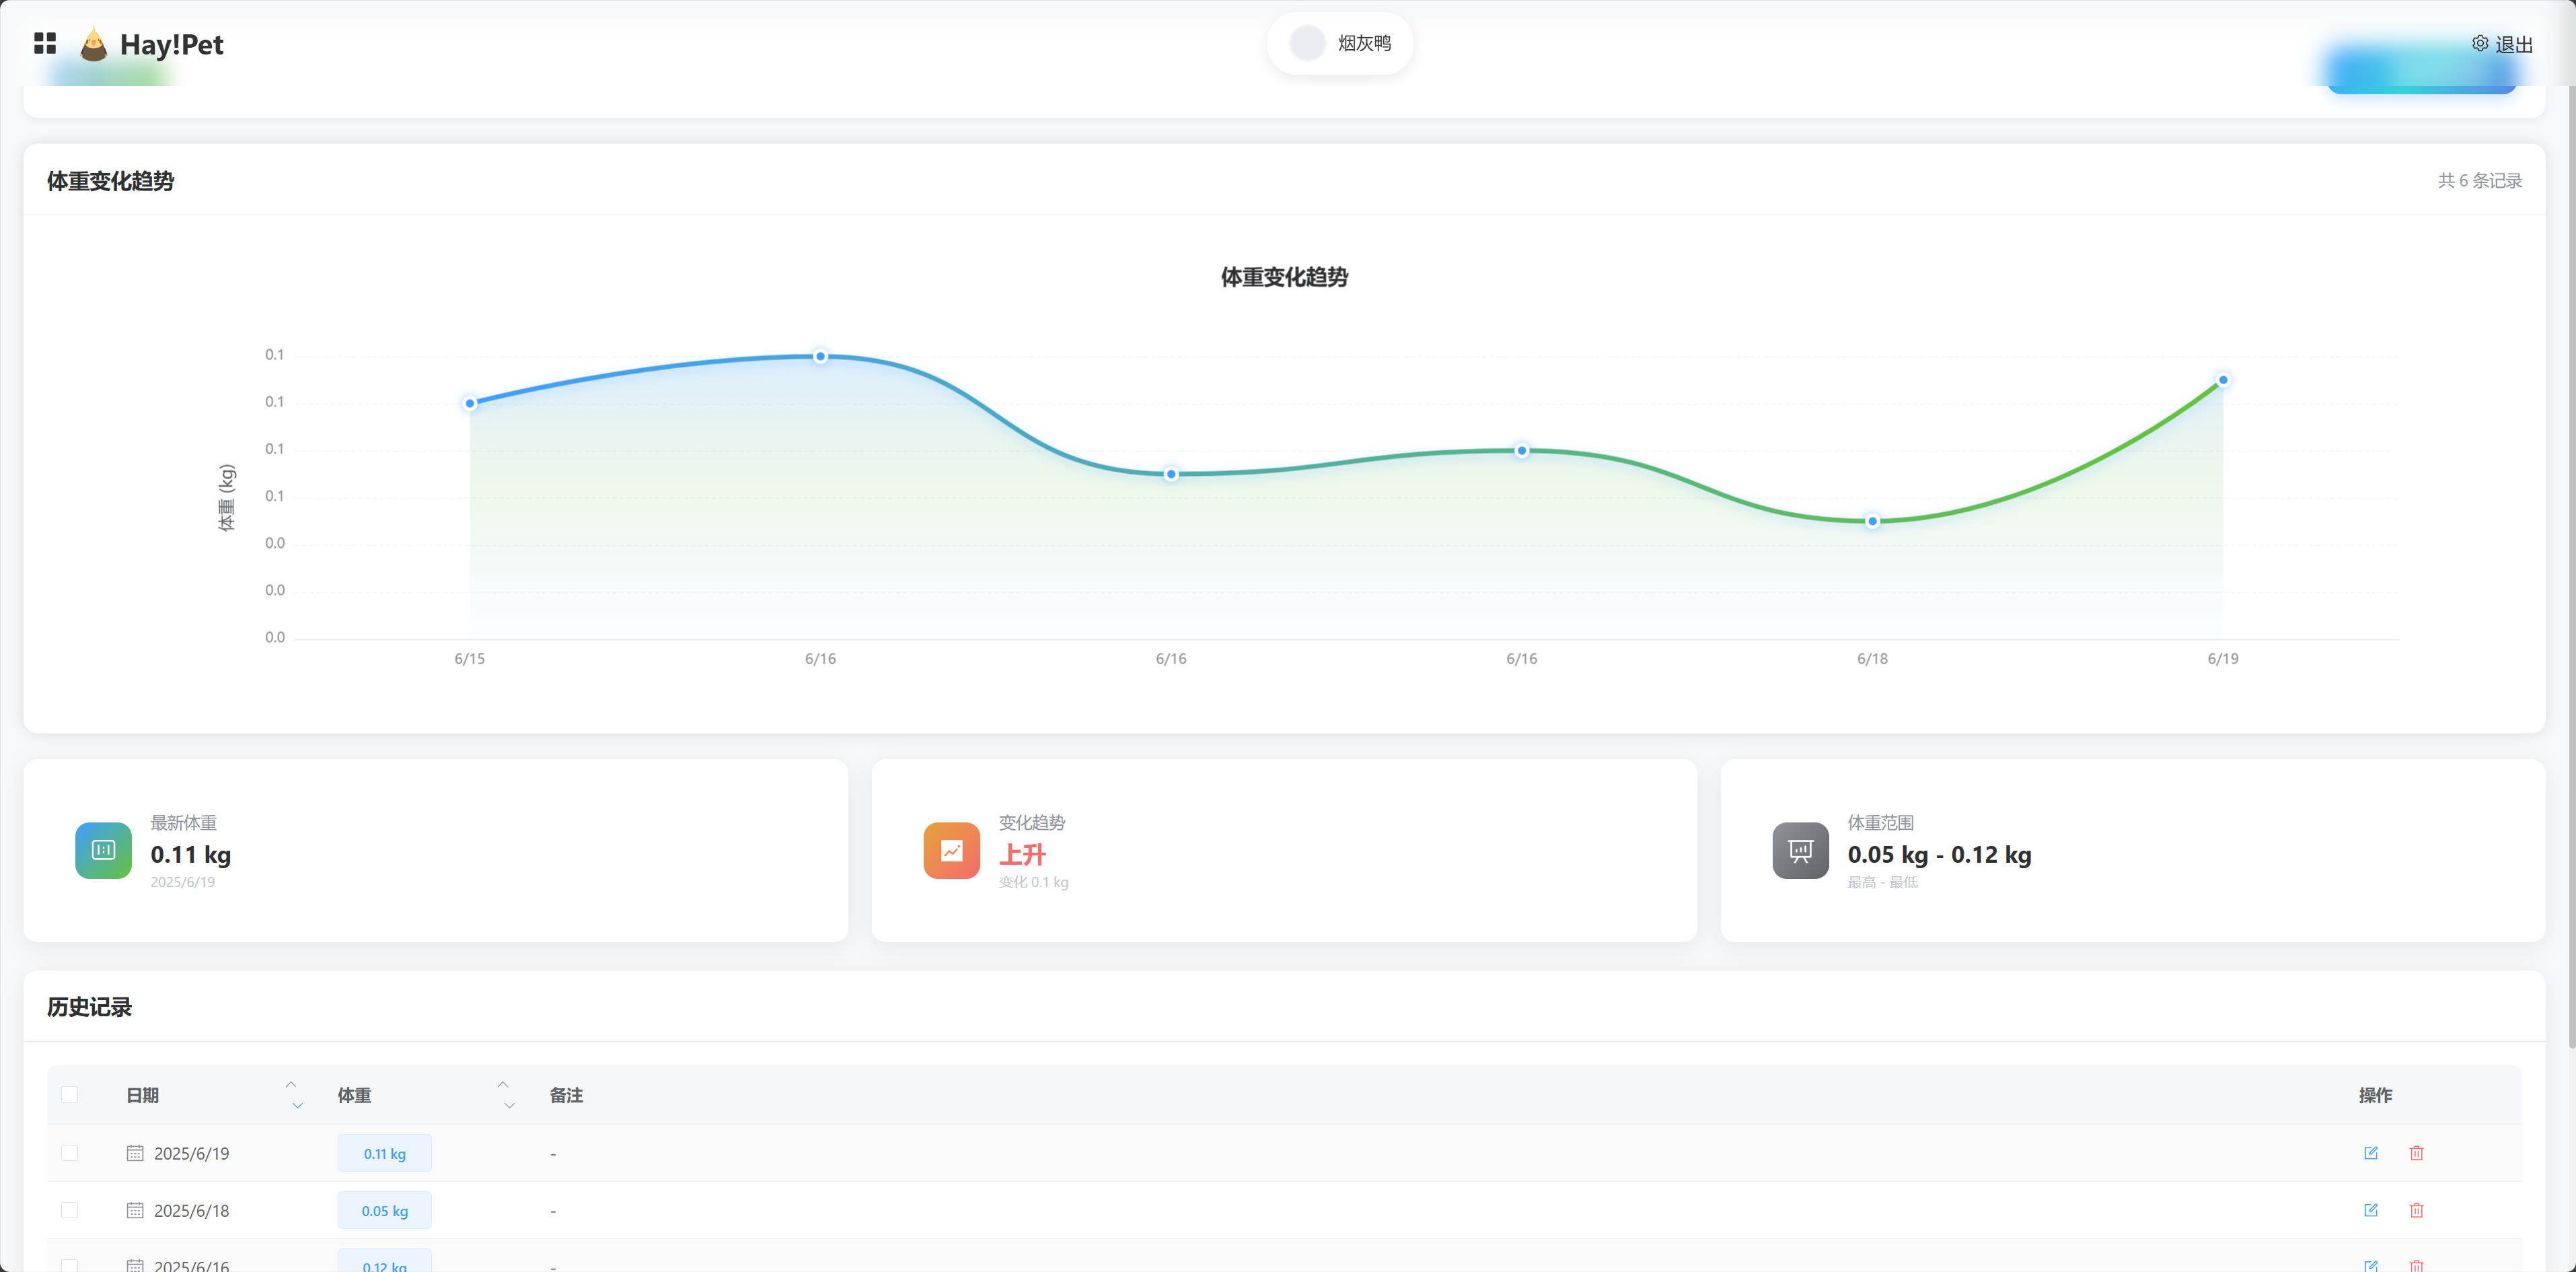 Hay!Pet
烟灰鸭
退出
体重变化趋势
共 6 条记录
体重变化趋势
体重 (kg)
0.1
0.1
0.1
0.1
0.0
0.0
0.0
6/15
6/16
6/16
6/16
6/18
6/19
最新体重
0.11 kg
2025/6/19
变化趋势
上升
变化 0.1 kg
体重范围
0.05 kg - 0.12 kg
最高 - 最低
历史记录
日期 体重 备注 操作
2025/6/19 0.11 kg -
2025/6/18 0.05 kg -
2025/6/16 0.12 kg -